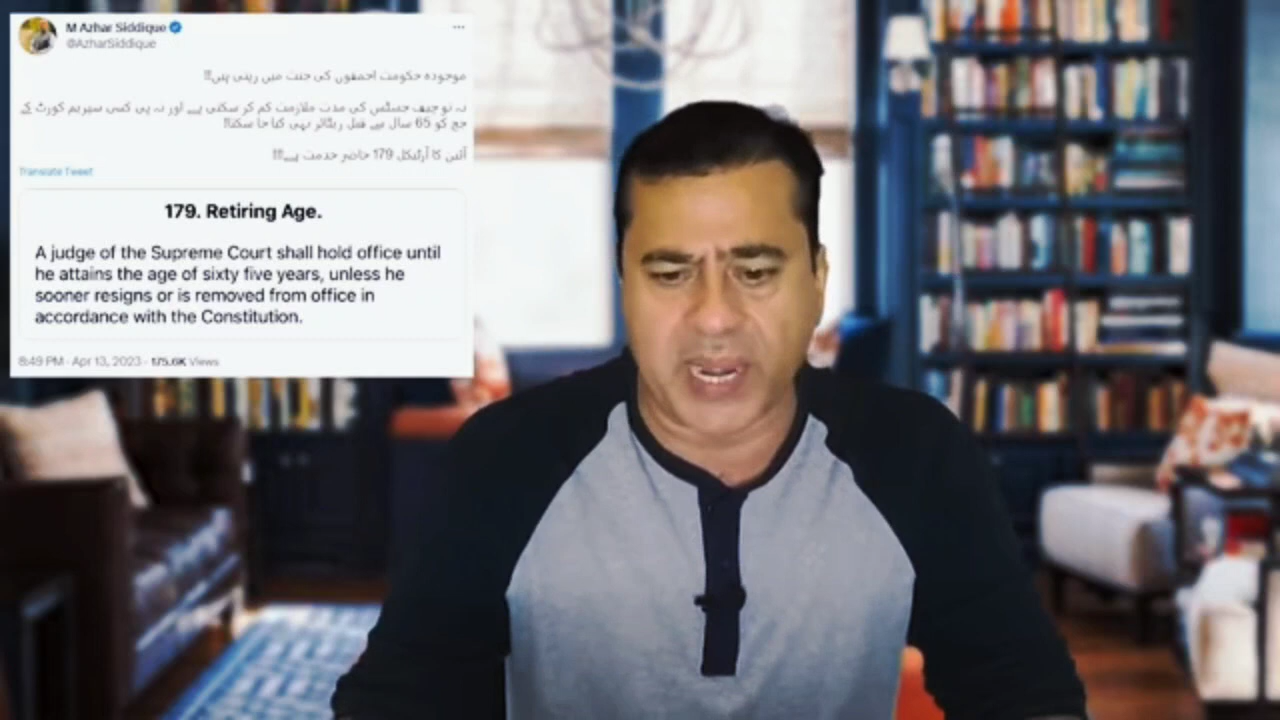 M Azhar Siddique
@AzharSiddique
موجودہ حکومت احمقوں کی جنت میں رہتی ہیں!!
نہ تو چیف جسٹس کی مدت ملازمت کم کر سکتی ہے اور نہ ہی کسی سپریم کورٹ کے
جج کو 65 سال سے قبل ریٹائر بھی کیا جا سکتا!!
آئین کا آرٹیکل 179 حاضر خدمت ہے!!!
Translate Tweet
179. Retiring Age.
A judge of the Supreme Court shall hold office until
he attains the age of sixty five years, unless he
sooner resigns or is removed from office in
accordance with the Constitution.
8:49 PM · Apr 13, 2023 · 175.6K Views